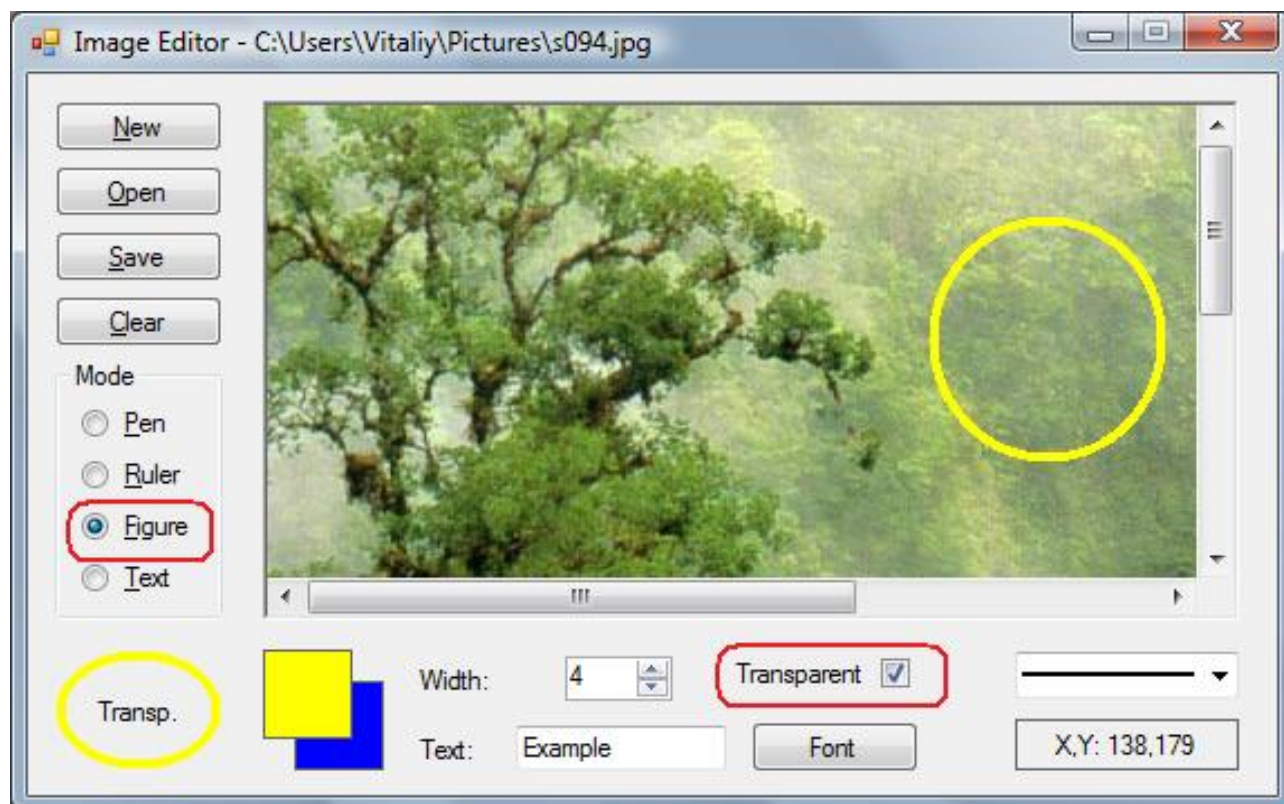 Image Editor - C:\Users\Vitaliy\Pictures\s094.jpg
New
Open
Save
Clear
Mode
Pen
Ruler
Figure
Text
Transp.
Width: 4
Transparent
Text: Example
Font
X,Y: 138,179